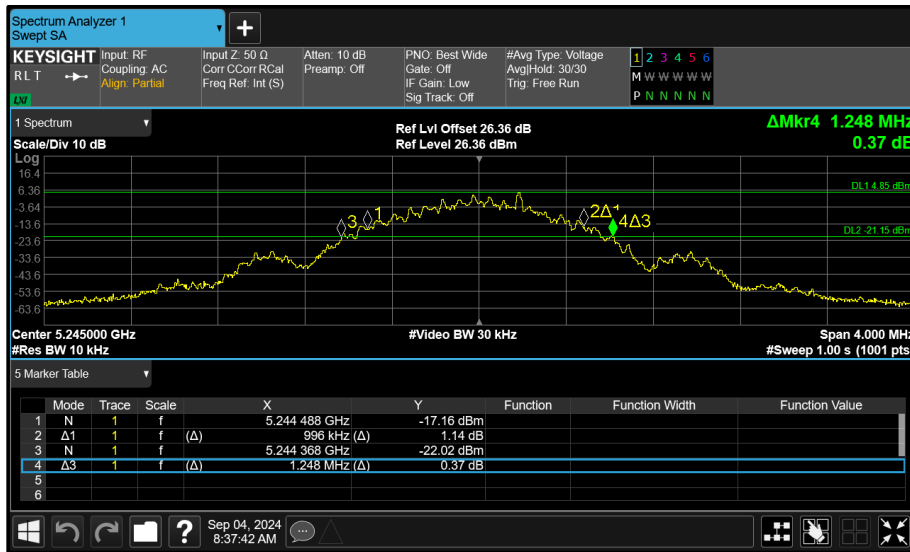 Spectrum Analyzer 1
Swept SA
+
KEYSIGHT Input: RF Input Z: 50 Ω Atten: 10 dB PNO: Best Wide #Avg Type: Voltage 1 2 3 4 5 6
R L T Coupling: AC Corr CCorr RCal Preamp: Off Gate: Off Avg|Hold: 30/30 M W W W W W
Align: Partial Freq Ref: Int (S) IF Gain: Low Trig: Free Run P N N N N N
LXI Sig Track: Off
1 Spectrum Ref Lvl Offset 26.36 dB ΔMkr4 1.248 MHz
Scale/Div 10 dB Ref Level 26.36 dBm 0.37 dB
Log
16.4
6.36 DL1 4.85 dBm
-3.64
-13.6 3 1 2Δ1 4Δ3
-23.6 DL2 -21.15 dBm
-33.6
-43.6
-53.6
-63.6
Center 5.245000 GHz #Video BW 30 kHz Span 4.000 MHz
#Res BW 10 kHz #Sweep 1.00 s (1001 pts)
5 Marker Table
Mode Trace Scale X Y Function Function Width Function Value
1 N 1 f 5.244 488 GHz -17.16 dBm
2 Δ1 1 f (Δ) 996 kHz (Δ) 1.14 dB
3 N 1 f 5.244 368 GHz -22.02 dBm
4 Δ3 1 f (Δ) 1.248 MHz (Δ) 0.37 dB
5
6
? Sep 04, 2024
8:37:42 AM